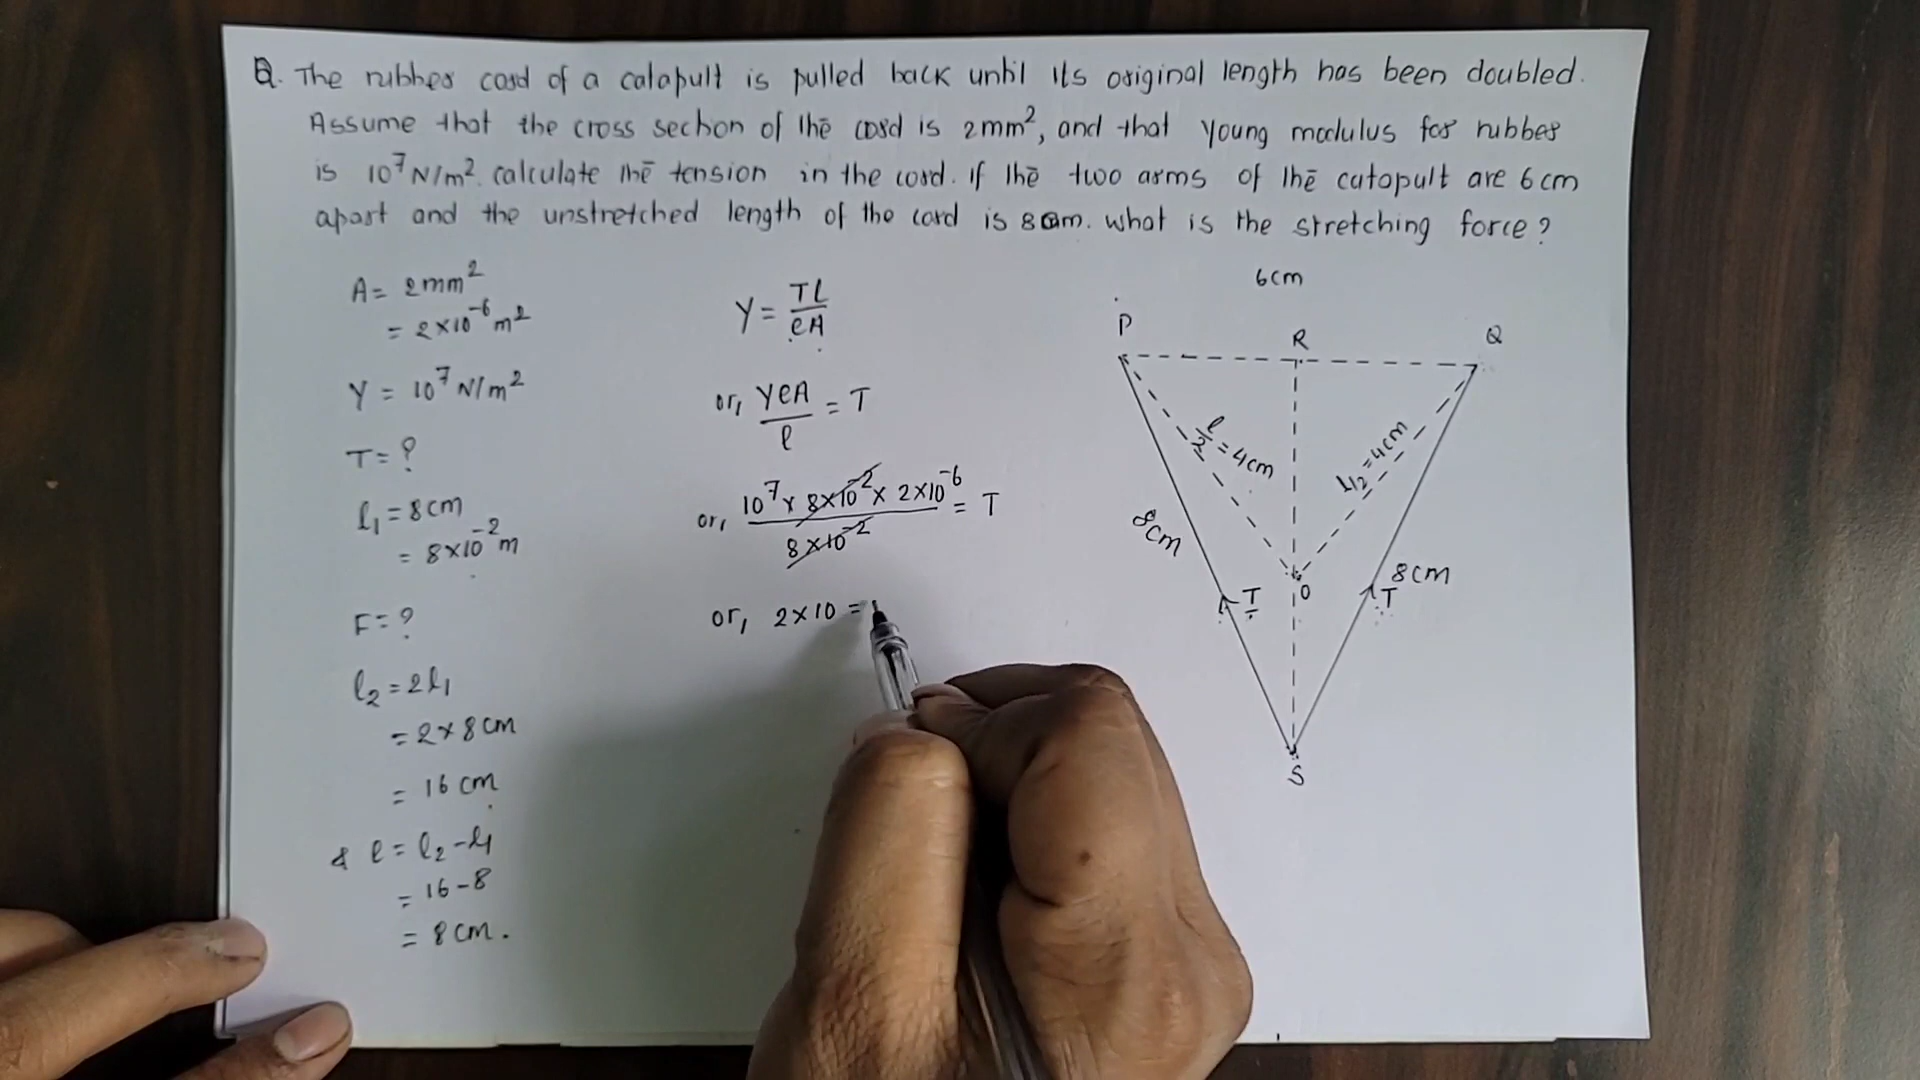 Q. The rubber cord of a catapult is pulled back until its original length has been doubled.
Assume that the cross section of the cord is 2mm², and that young modulus for rubber
is 10⁷ N/m². calculate the tension in the cord. if the two arms of the catapult are 6cm
apart and the unstretched length of the cord is 8cm. what is the stretching force?
A = 2mm²
= 2×10⁻⁶ m²
Y = 10⁷ N/m²
T = ?
l₁ = 8cm
= 8×10⁻² m
F = ?
l₂ = 2l₁
= 2×8cm
= 16 cm
& e = l₂ - l₁
= 16 - 8
= 8cm.
Y = Tl / eA
or, YeA / l = T
or, 10⁷ × 8×10⁻² × 2×10⁻⁶ / 8×10⁻² = T
or, 2×10 =
6cm
P R Q
l/2 = 4cm
l/2 = 4cm
8cm
8cm
T
T
O
S